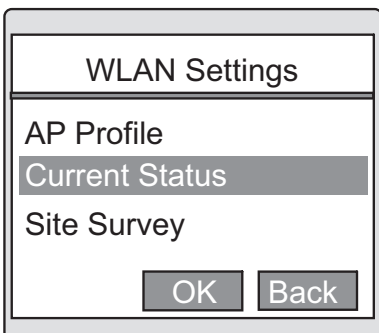 WLAN Settings
AP Profile
Current Status
Site Survey
OK Back